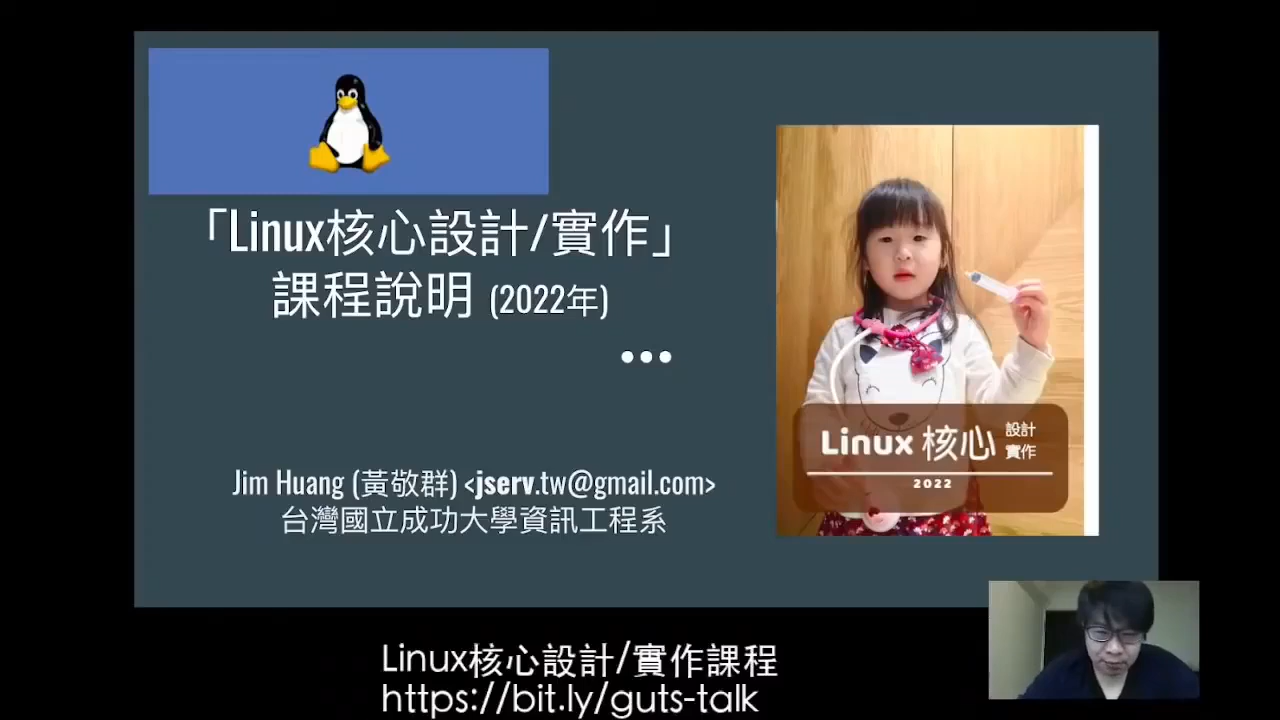 「Linux核心設計/實作」
課程說明 (2022年)
Jim Huang (黃敬群) <jserv.tw@gmail.com>
台灣國立成功大學資訊工程系
Linux 核心 設計
實作
2022
Linux核心設計/實作課程
https://bit.ly/guts-talk